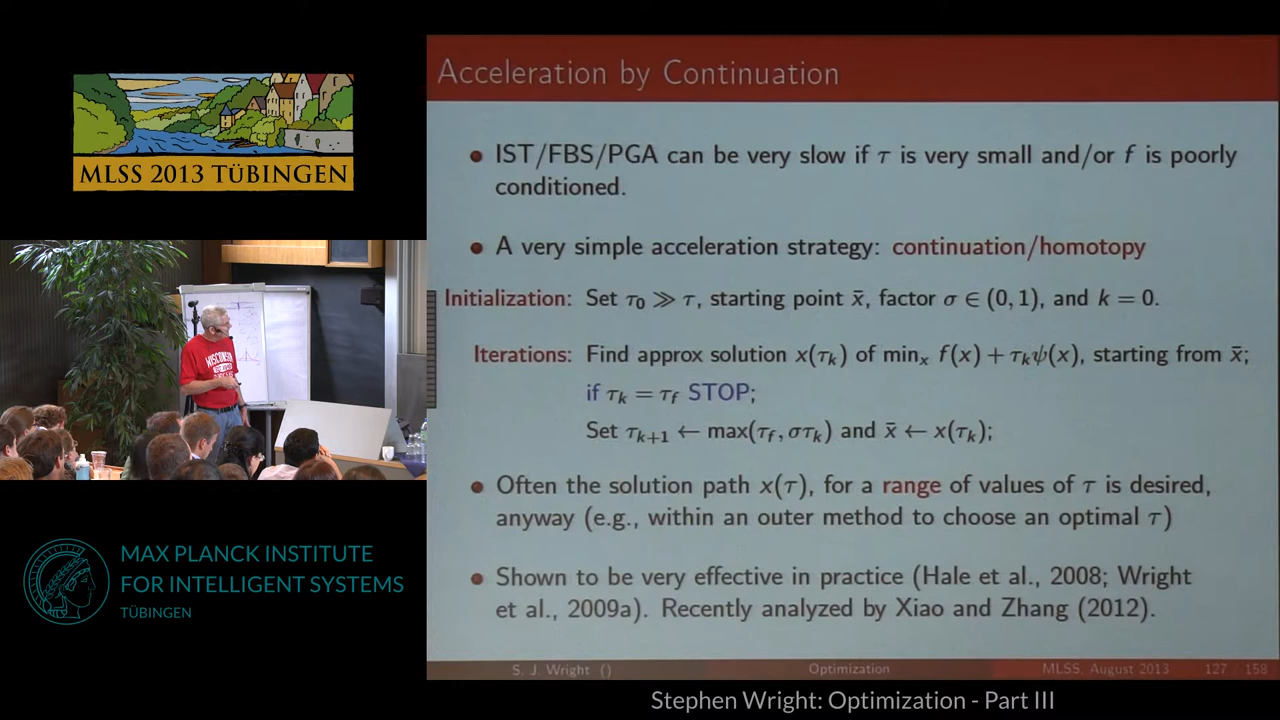 MLSS 2013 TÜBINGEN
WISCONSIN
MAX PLANCK INSTITUTE
FOR INTELLIGENT SYSTEMS
TÜBINGEN
Acceleration by Continuation
• IST/FBS/PGA can be very slow if τ is very small and/or f is poorly
conditioned.
• A very simple acceleration strategy: continuation/homotopy
Initialization: Set τ₀ ≫ τ, starting point x̄, factor σ ∈ (0, 1), and k = 0.
Iterations: Find approx solution x(τₖ) of minₓ f(x) + τₖψ(x), starting from x̄;
if τₖ = τ_f STOP;
Set τₖ₊₁ ← max(τ_f, στₖ) and x̄ ← x(τₖ);
• Often the solution path x(τ), for a range of values of τ is desired,
anyway (e.g., within an outer method to choose an optimal τ)
• Shown to be very effective in practice (Hale et al., 2008; Wright
et al., 2009a). Recently analyzed by Xiao and Zhang (2012).
S. J. Wright () Optimization MLSS, August 2013 127 / 158
Stephen Wright: Optimization - Part III